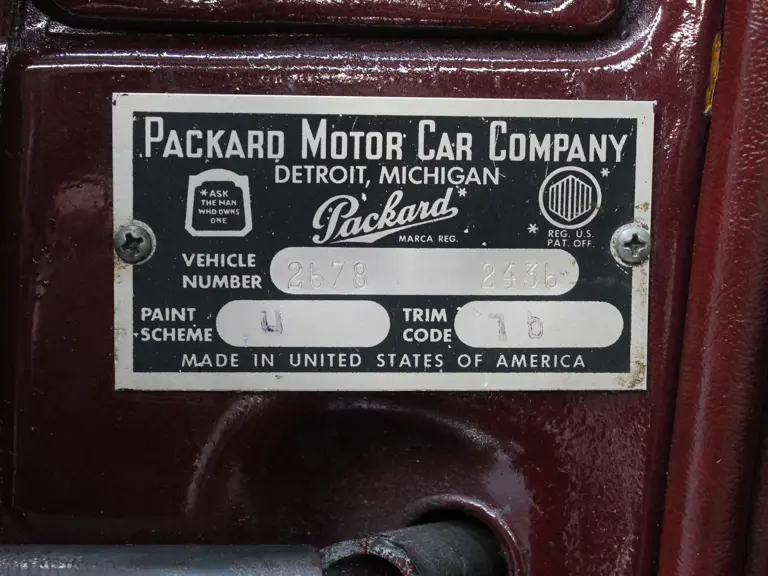 PACKARD MOTOR CAR COMPANY
DETROIT, MICHIGAN
*ASK
THE MAN
WHO OWNS
ONE
Packard*
MARCA REG.
*
* REG. U.S.
PAT. OFF.
VEHICLE
NUMBER 2678 2436
PAINT
SCHEME U
TRIM
CODE 76
MADE IN UNITED STATES OF AMERICA